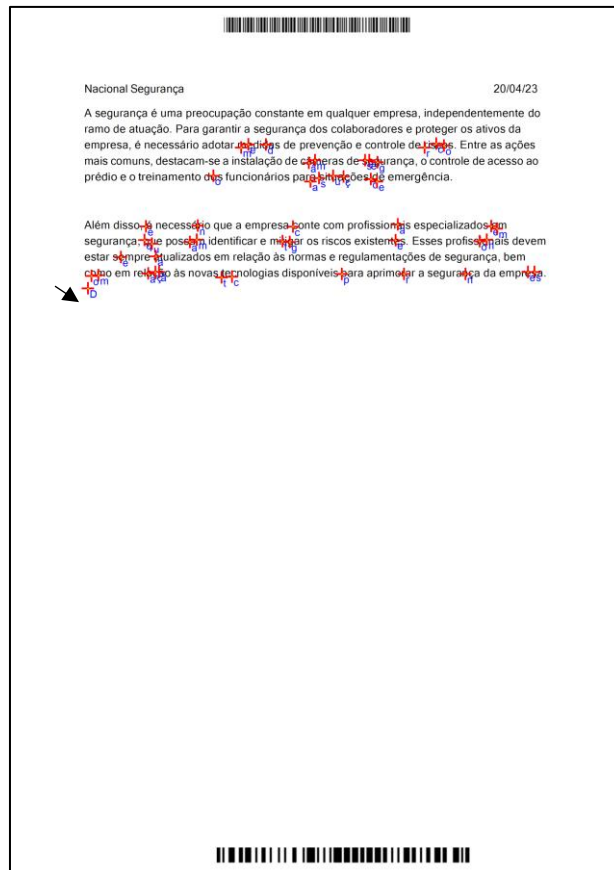 Nacional Segurança 20/04/23
A segurança é uma preocupação constante em qualquer empresa, independentemente do
ramo de atuação. Para garantir a segurança dos colaboradores e proteger os ativos da
empresa, é necessário adotar medidas de prevenção e controle de riscos. Entre as ações
mais comuns, destacam-se a instalação de câmeras de segurança, o controle de acesso ao
prédio e o treinamento dos funcionários para situações de emergência.
Além disso, é necessário que a empresa conte com profissionais especializados em
segurança, que possam identificar e mitigar os riscos existentes. Esses profissionais devem
estar sempre atualizados em relação às normas e regulamentações de segurança, bem
como em relação às novas tecnologias disponíveis para aprimorar a segurança da empresa.
D